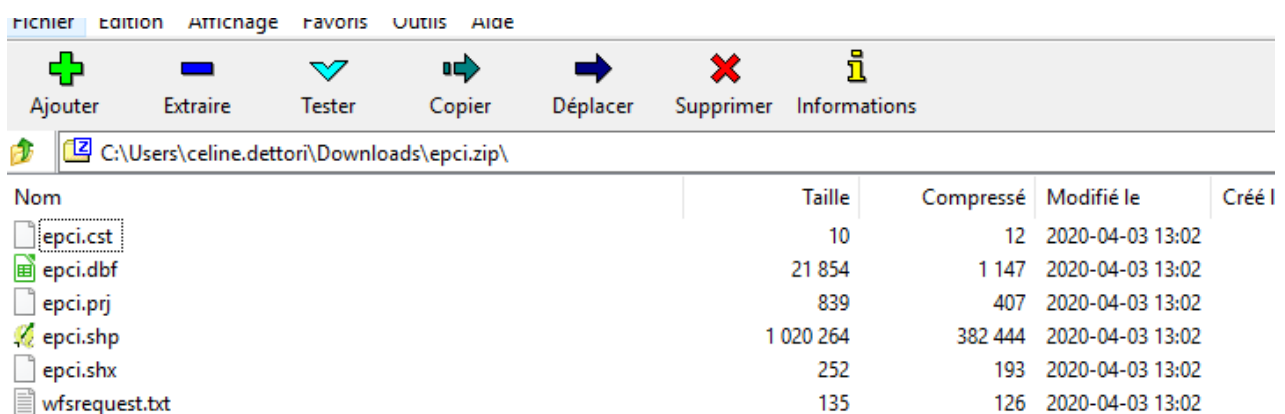 Fichier Edition Affichage Favoris Outils Aide
Ajouter Extraire Tester Copier Déplacer Supprimer Informations
C:\Users\celine.dettori\Downloads\epci.zip\
Nom Taille Compressé Modifié le Créé l
epci.cst 10 12 2020-04-03 13:02
epci.dbf 21 854 1 147 2020-04-03 13:02
epci.prj 839 407 2020-04-03 13:02
epci.shp 1 020 264 382 444 2020-04-03 13:02
epci.shx 252 193 2020-04-03 13:02
wfsrequest.txt 135 126 2020-04-03 13:02